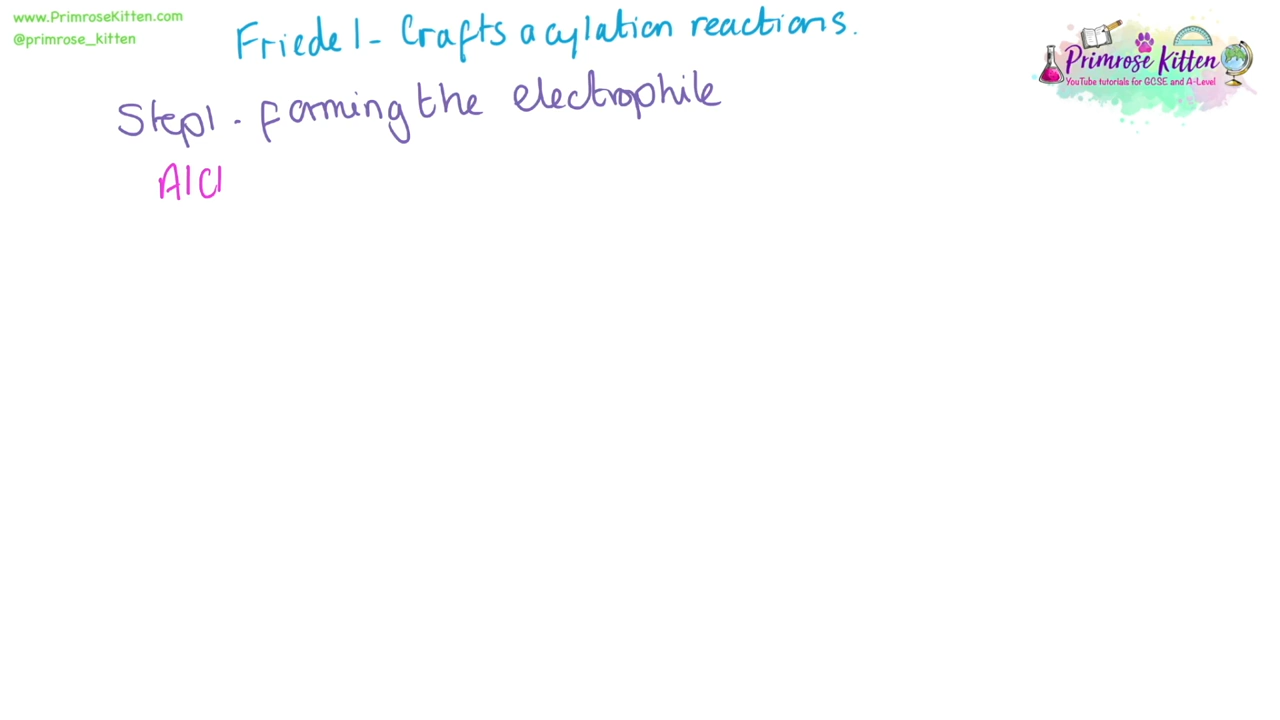 www.PrimroseKitten.com
@primrose_kitten
Friedel-Crafts acylation reactions.
Primrose Kitten
YouTube tutorials for GCSE and A-Level
Step1 - forming the electrophile
AlCl